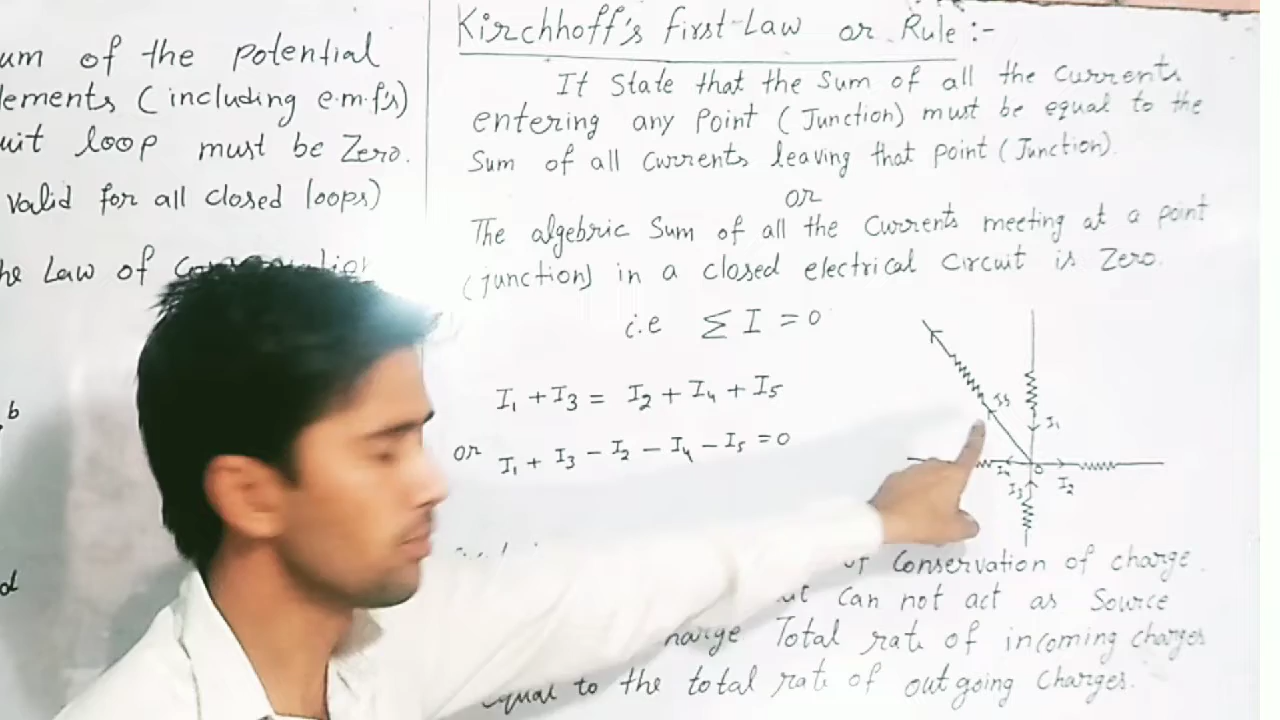 um of the potential
lements (including e.m.f's)
uit loop must be Zero.
valid for all closed loops)
he Law of
b
d
Kirchhoff's first Law or Rule :-
It State that the Sum of all the Currents
entering any Point (Junction) must be equal to the
Sum of all Currents leaving that point (Junction).
or
The algebric Sum of all the Currents meeting at a point
(junction) in a closed electrical Circuit is Zero.
i.e Σ I = 0
I₁ + I₃ = I₂ + I₄ + I₅
or I₁ + I₃ - I₂ - I₄ - I₅ = 0
I₅
I₁
I₄
O
I₃
I₂
Conservation of charge.
Can not act as Source
Total rate of incoming charges
equal to the total rate of outgoing charges.